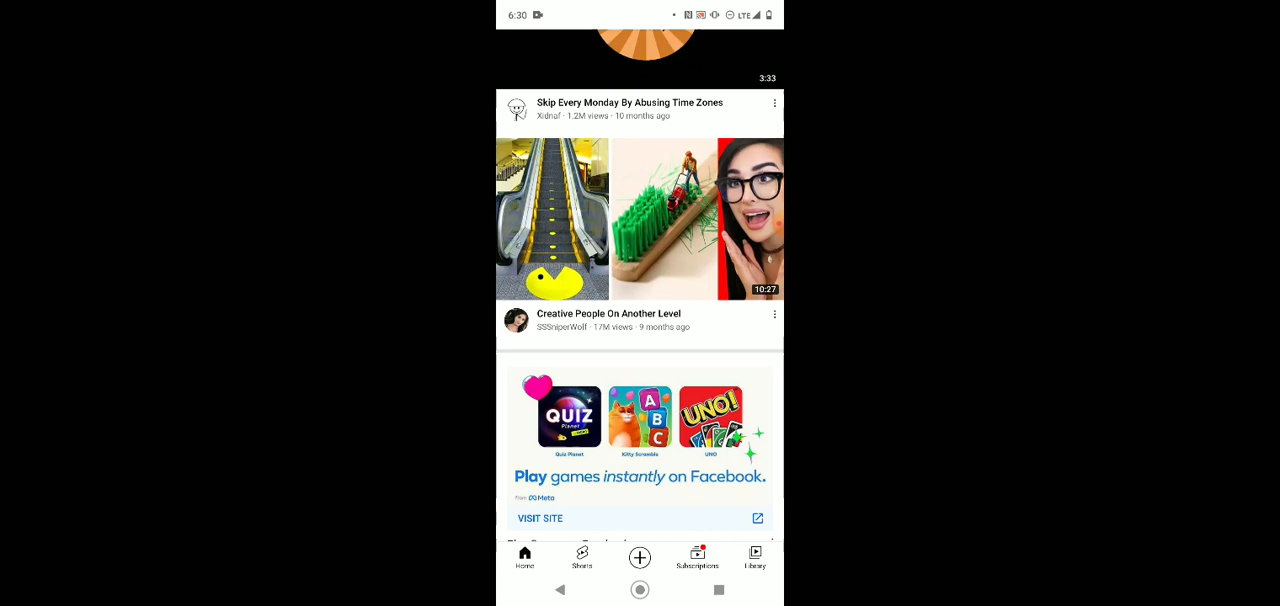 6:30
LTE
3:33
Skip Every Monday By Abusing Time Zones
Xidnaf · 1.2M views · 10 months ago
10:27
Creative People On Another Level
SSSniperWolf · 17M views · 9 months ago
QUIZ
Planet
A
B
C
UNO!
Quiz Planet
Kitty Scramble
UNO
Play games instantly on Facebook.
From Meta
VISIT SITE
Home
Shorts
Subscriptions
Library